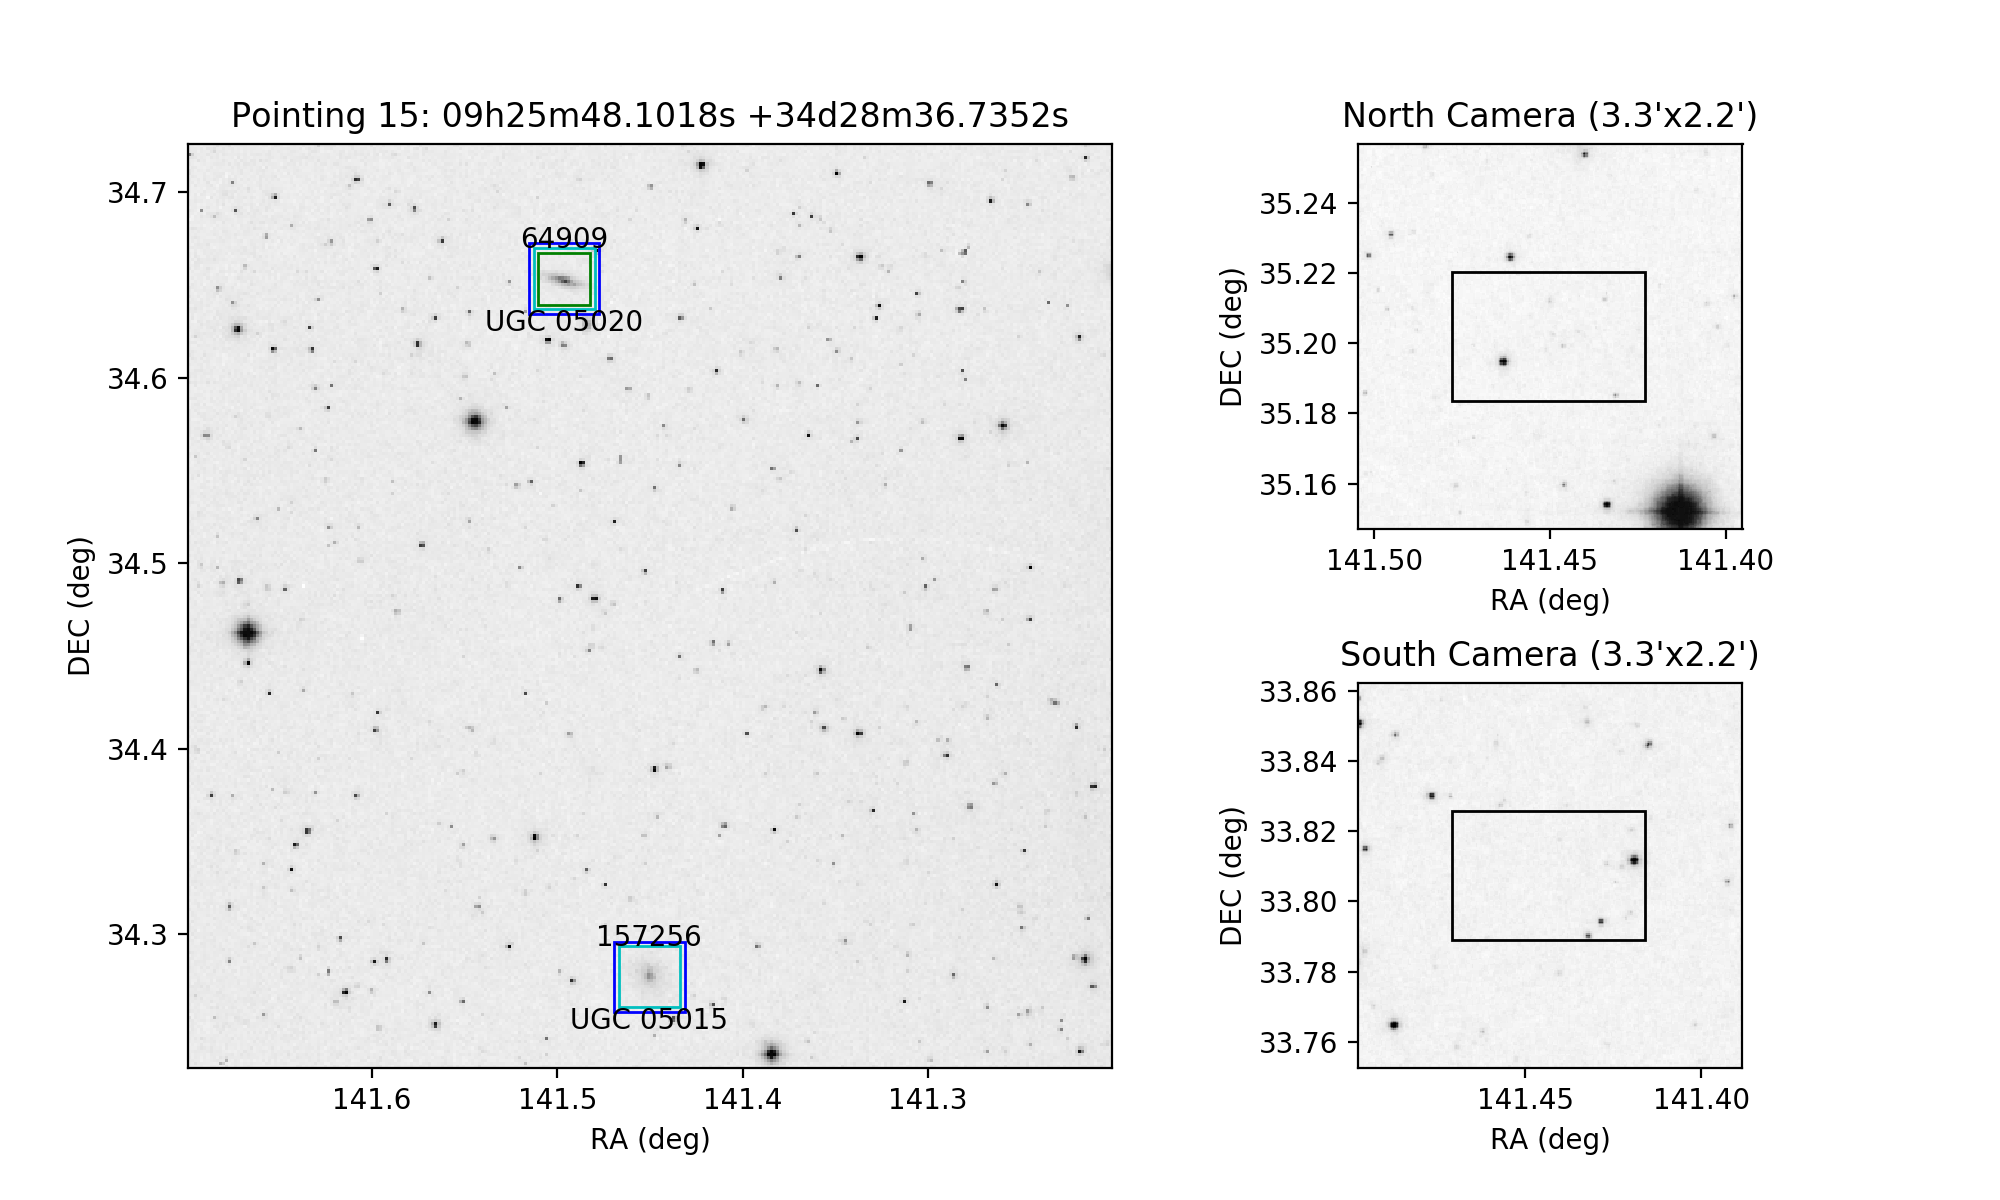 Pointing 15: 09h25m48.1018s +34d28m36.7352s
34.7
34.6
34.5
34.4
34.3
DEC (deg)
64909
UGC 05020
157256
UGC 05015
141.6 141.5 141.4 141.3
RA (deg)
North Camera (3.3'x2.2')
35.24
35.22
35.20
35.18
35.16
DEC (deg)
141.50 141.45 141.40
RA (deg)
South Camera (3.3'x2.2')
33.86
33.84
33.82
33.80
33.78
33.76
DEC (deg)
141.45 141.40
RA (deg)